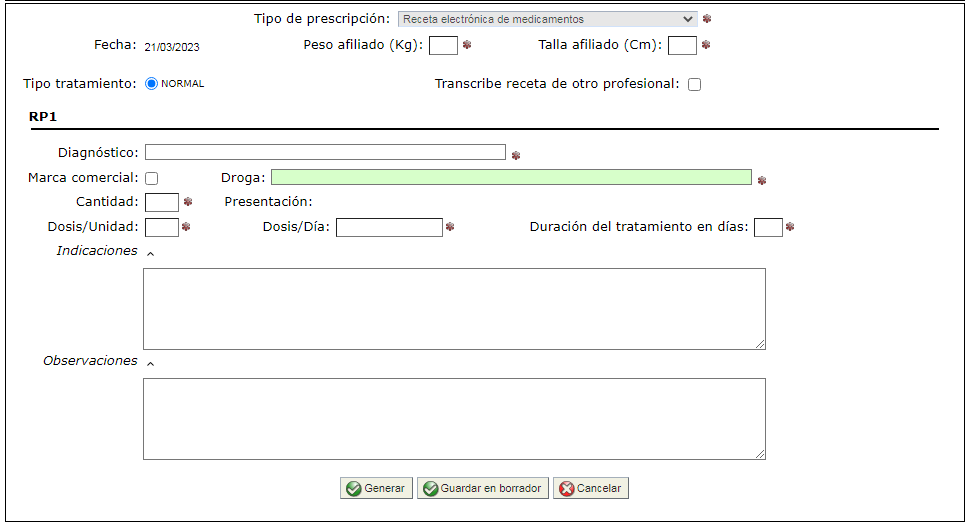 Tipo de prescripción: Receta electrónica de medicamentos
Fecha: 21/03/2023 Peso afiliado (Kg): Talla afiliado (Cm):
Tipo tratamiento: NORMAL Transcribe receta de otro profesional:
RP1
Diagnóstico:
Marca comercial: Droga:
Cantidad: Presentación:
Dosis/Unidad: Dosis/Día: Duración del tratamiento en días:
Indicaciones
Observaciones
Generar Guardar en borrador Cancelar